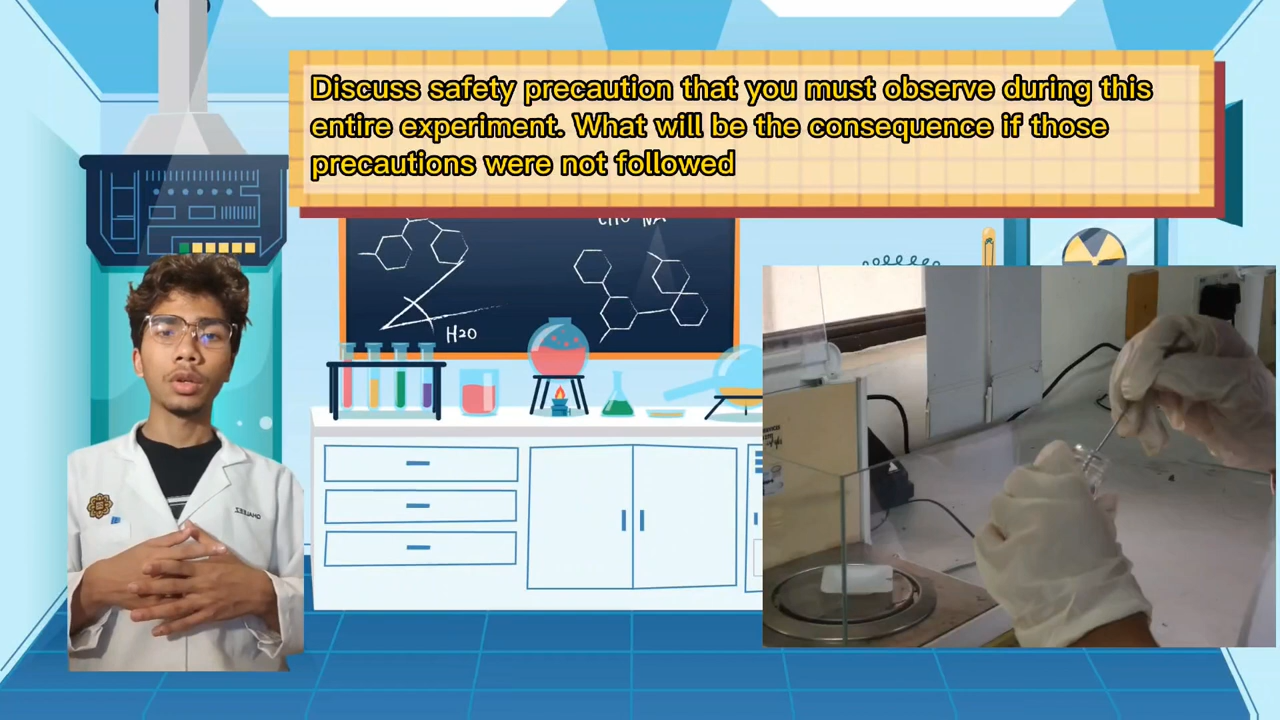 Discuss safety precaution that you must observe during this
entire experiment. What will be the consequence if those
precautions were not followed
H20